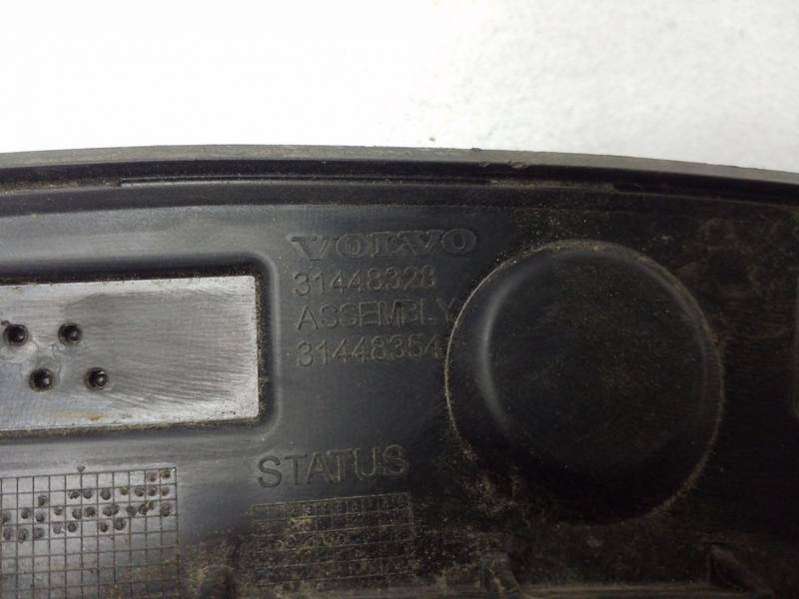 VOLVO
31448328
ASSEMBLY
31448354
STATUS